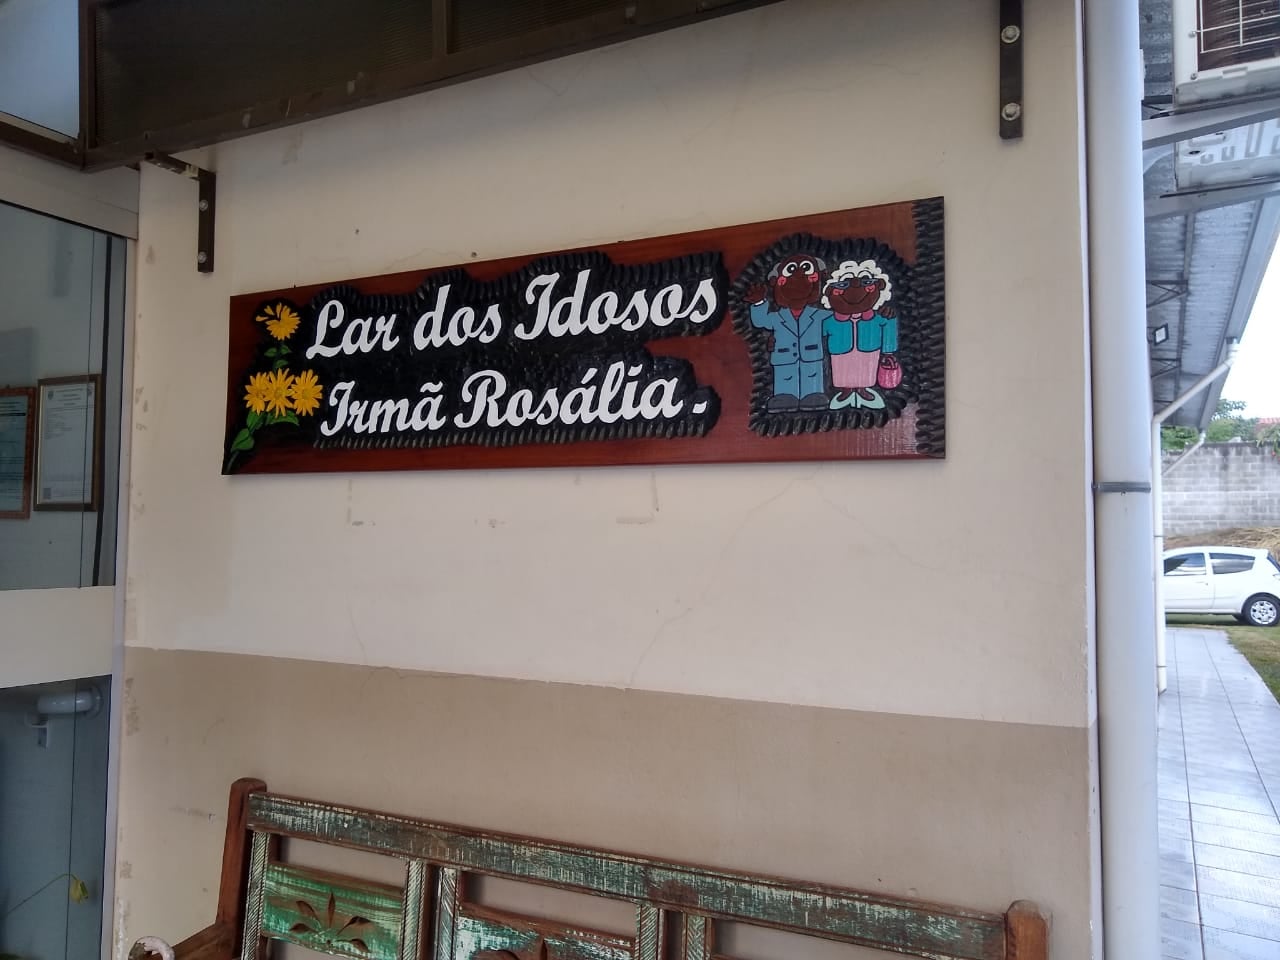 Lar dos Idosos
Irmã Rosália.